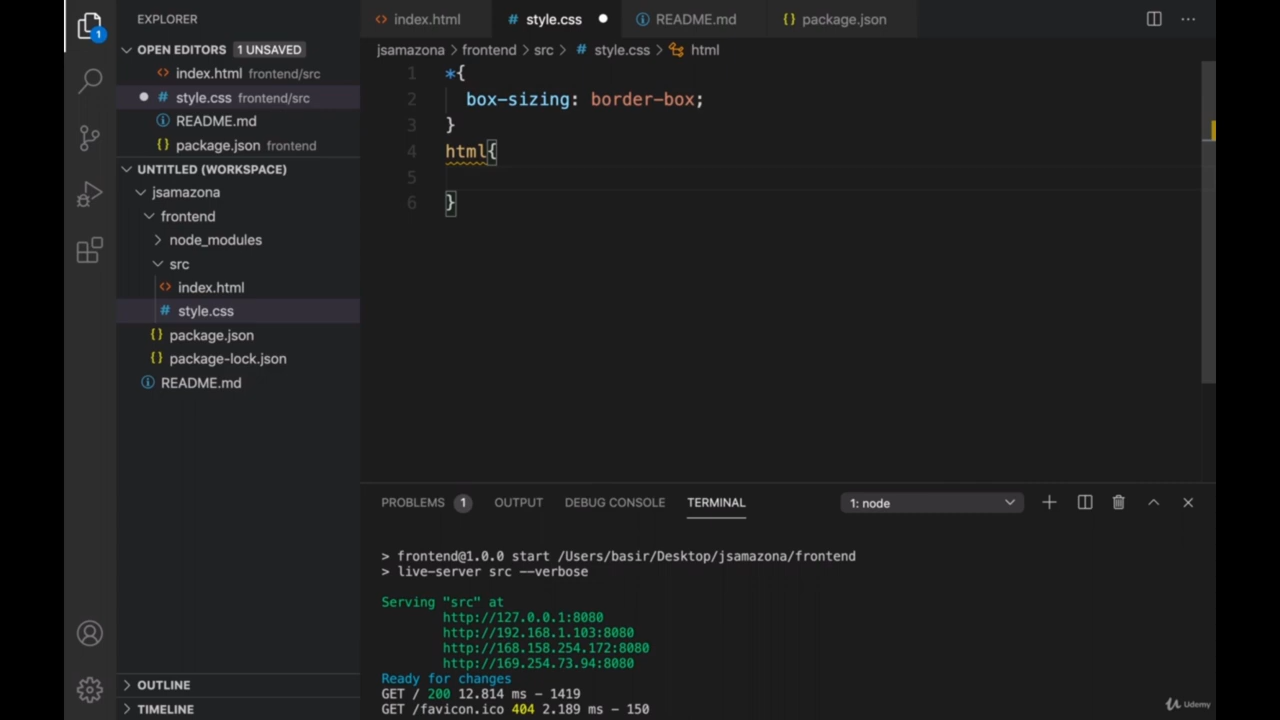 EXPLORER
index.html
style.css
README.md
package.json
OPEN EDITORS 1 UNSAVED
jsamazona frontend src style.css html
index.html frontend/src
style.css frontend/src
README.md
package.json frontend
UNTITLED (WORKSPACE)
jsamazona
frontend
node_modules
src
index.html
style.css
package.json
package-lock.json
README.md
OUTLINE
TIMELINE
1
1 *{
2 box-sizing: border-box;
3 }
4 html{
5
6 }
PROBLEMS 1 OUTPUT DEBUG CONSOLE TERMINAL 1: node
> frontend@1.0.0 start /Users/basir/Desktop/jsamazona/frontend
> live-server src --verbose
Serving "src" at
http://127.0.0.1:8080
http://192.168.1.103:8080
http://168.158.254.172:8080
http://169.254.73.94:8080
Ready for changes
GET / 200 12.814 ms - 1419
GET /favicon.ico 404 2.189 ms - 150
Udemy